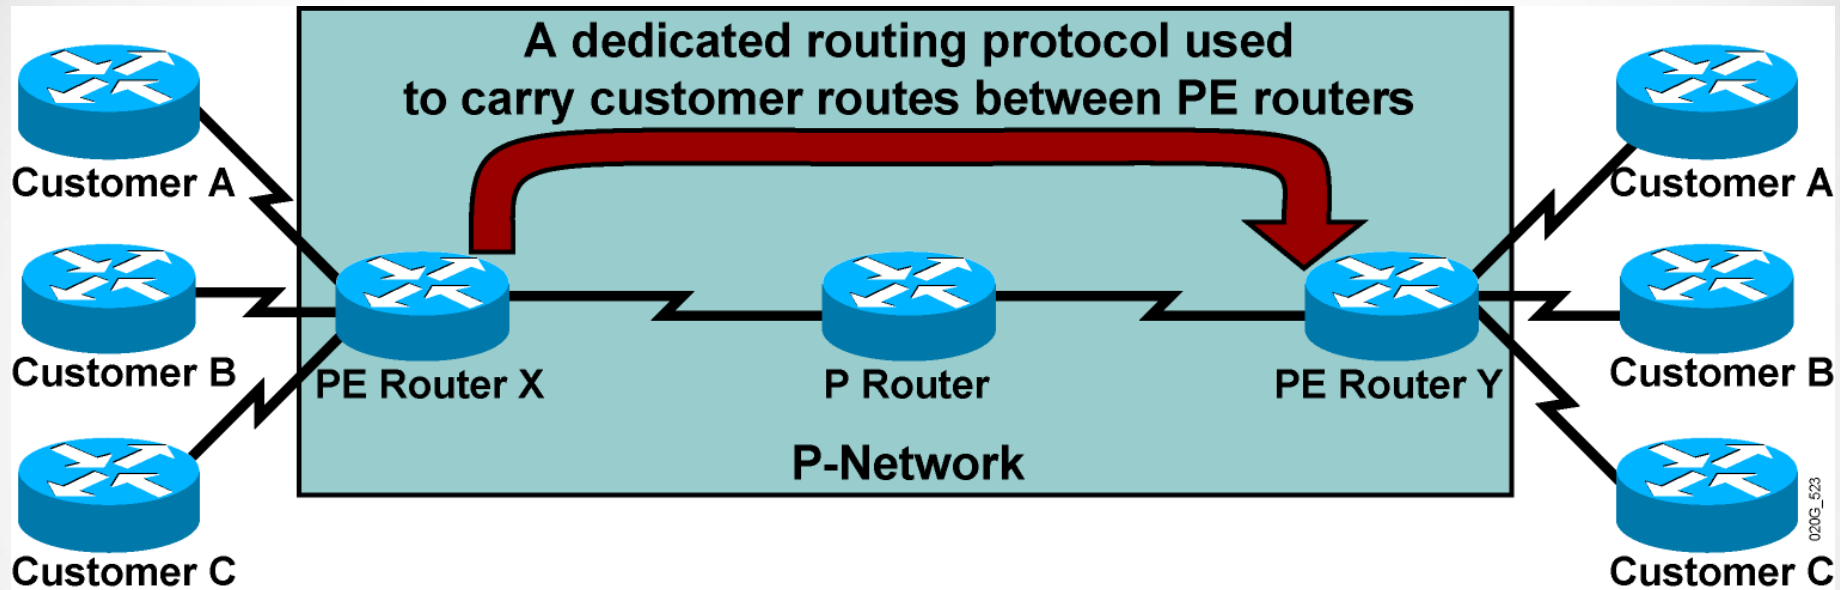 A dedicated routing protocol used
to carry customer routes between PE routers
Customer A
Customer A
Customer B
PE Router X
P Router
PE Router Y
Customer B
P-Network
Customer C
Customer C
020G_523